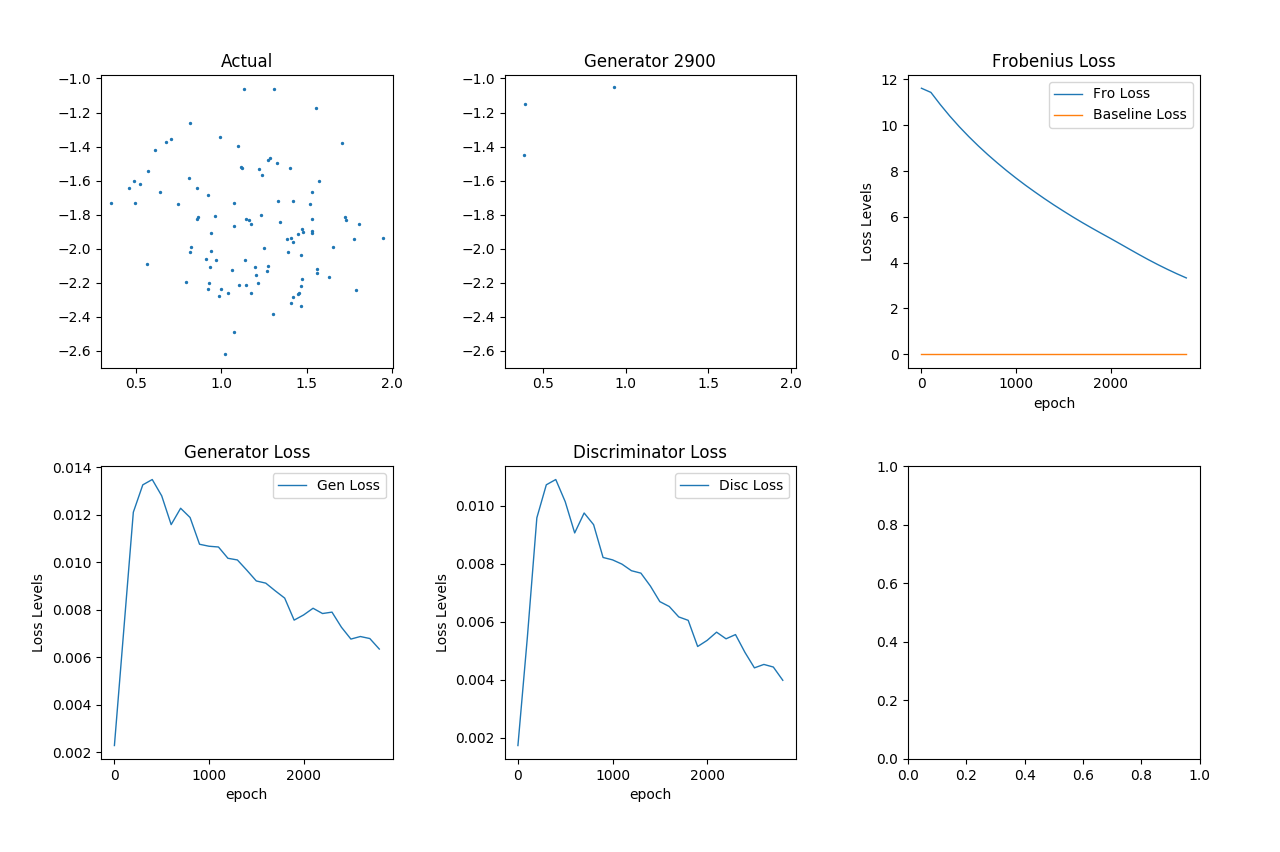 Actual
−1.0
−1.2
−1.4
−1.6
−1.8
−2.0
−2.2
−2.4
−2.6
0.5 1.0 1.5 2.0
Generator 2900
−1.0
−1.2
−1.4
−1.6
−1.8
−2.0
−2.2
−2.4
−2.6
0.5 1.0 1.5 2.0
Frobenius Loss
Fro Loss
Baseline Loss
Loss Levels
12
10
8
6
4
2
0
0 1000 2000
epoch
Generator Loss
Gen Loss
Loss Levels
0.014
0.012
0.010
0.008
0.006
0.004
0.002
0 1000 2000
epoch
Discriminator Loss
Disc Loss
Loss Levels
0.010
0.008
0.006
0.004
0.002
0 1000 2000
epoch
1.0
0.8
0.6
0.4
0.2
0.0
0.0 0.2 0.4 0.6 0.8 1.0